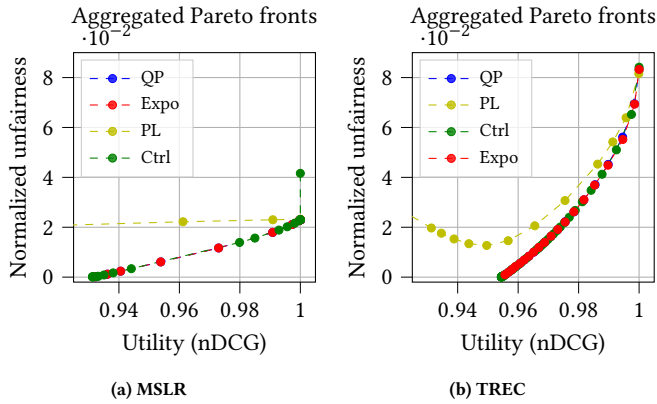 Aggregated Pareto fronts
·10⁻²
Normalized unfairness
8
6
4
2
0
QP
Expo
PL
Ctrl
0.94
0.96
0.98
1
Utility (nDCG)
(a) MSLR
Aggregated Pareto fronts
·10⁻²
Normalized unfairness
8
6
4
2
0
QP
PL
Ctrl
Expo
0.94
0.96
0.98
1
Utility (nDCG)
(b) TREC